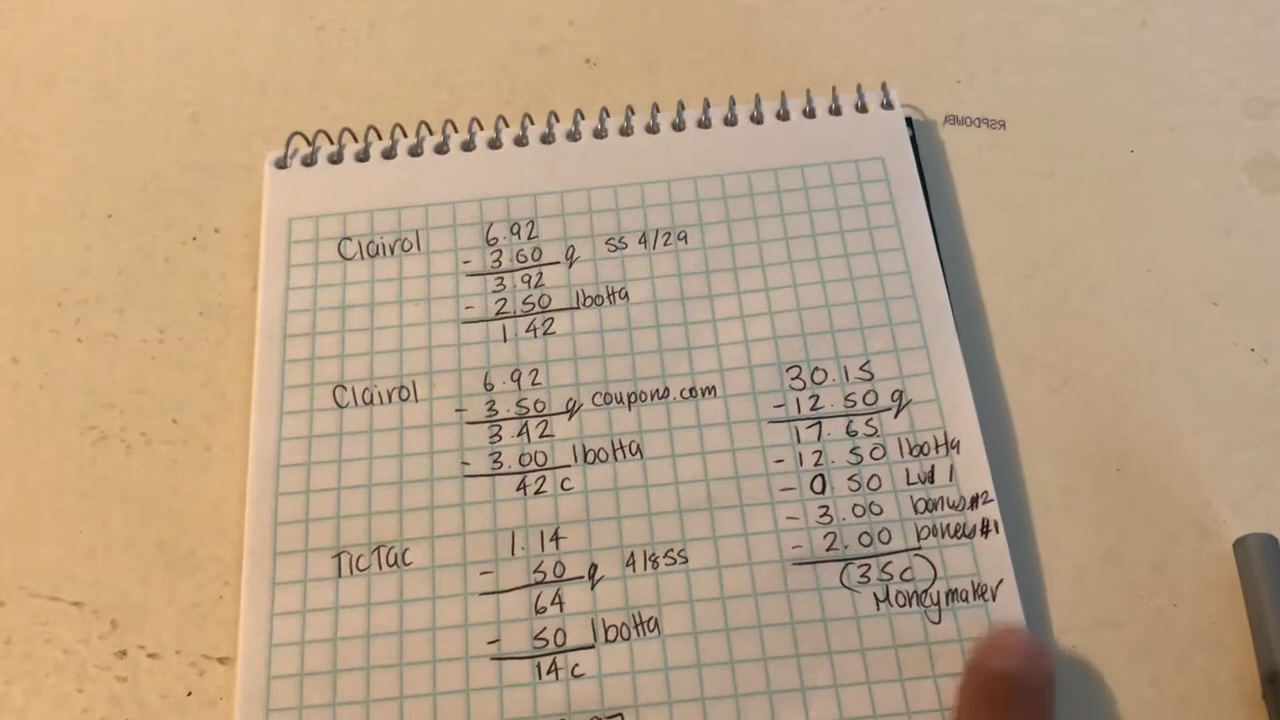 RSPDOWBL
Clairol 6.92
- 3.60 q SS 4/29
3.92
- 2.50 Ibotta
1.42
Clairol 6.92
- 3.50 q coupons.com
3.42
- 3.00 Ibotta
42 c
TicTac 1.14
- 50 q 4/8SS
64
- 50 Ibotta
14 c
30.15
- 12.50 q
17.65
- 12.50 Ibotta
- 0.50 Lvl 1
- 3.00 bonus#2
- 2.00 bonus#1
(35c)
Moneymaker